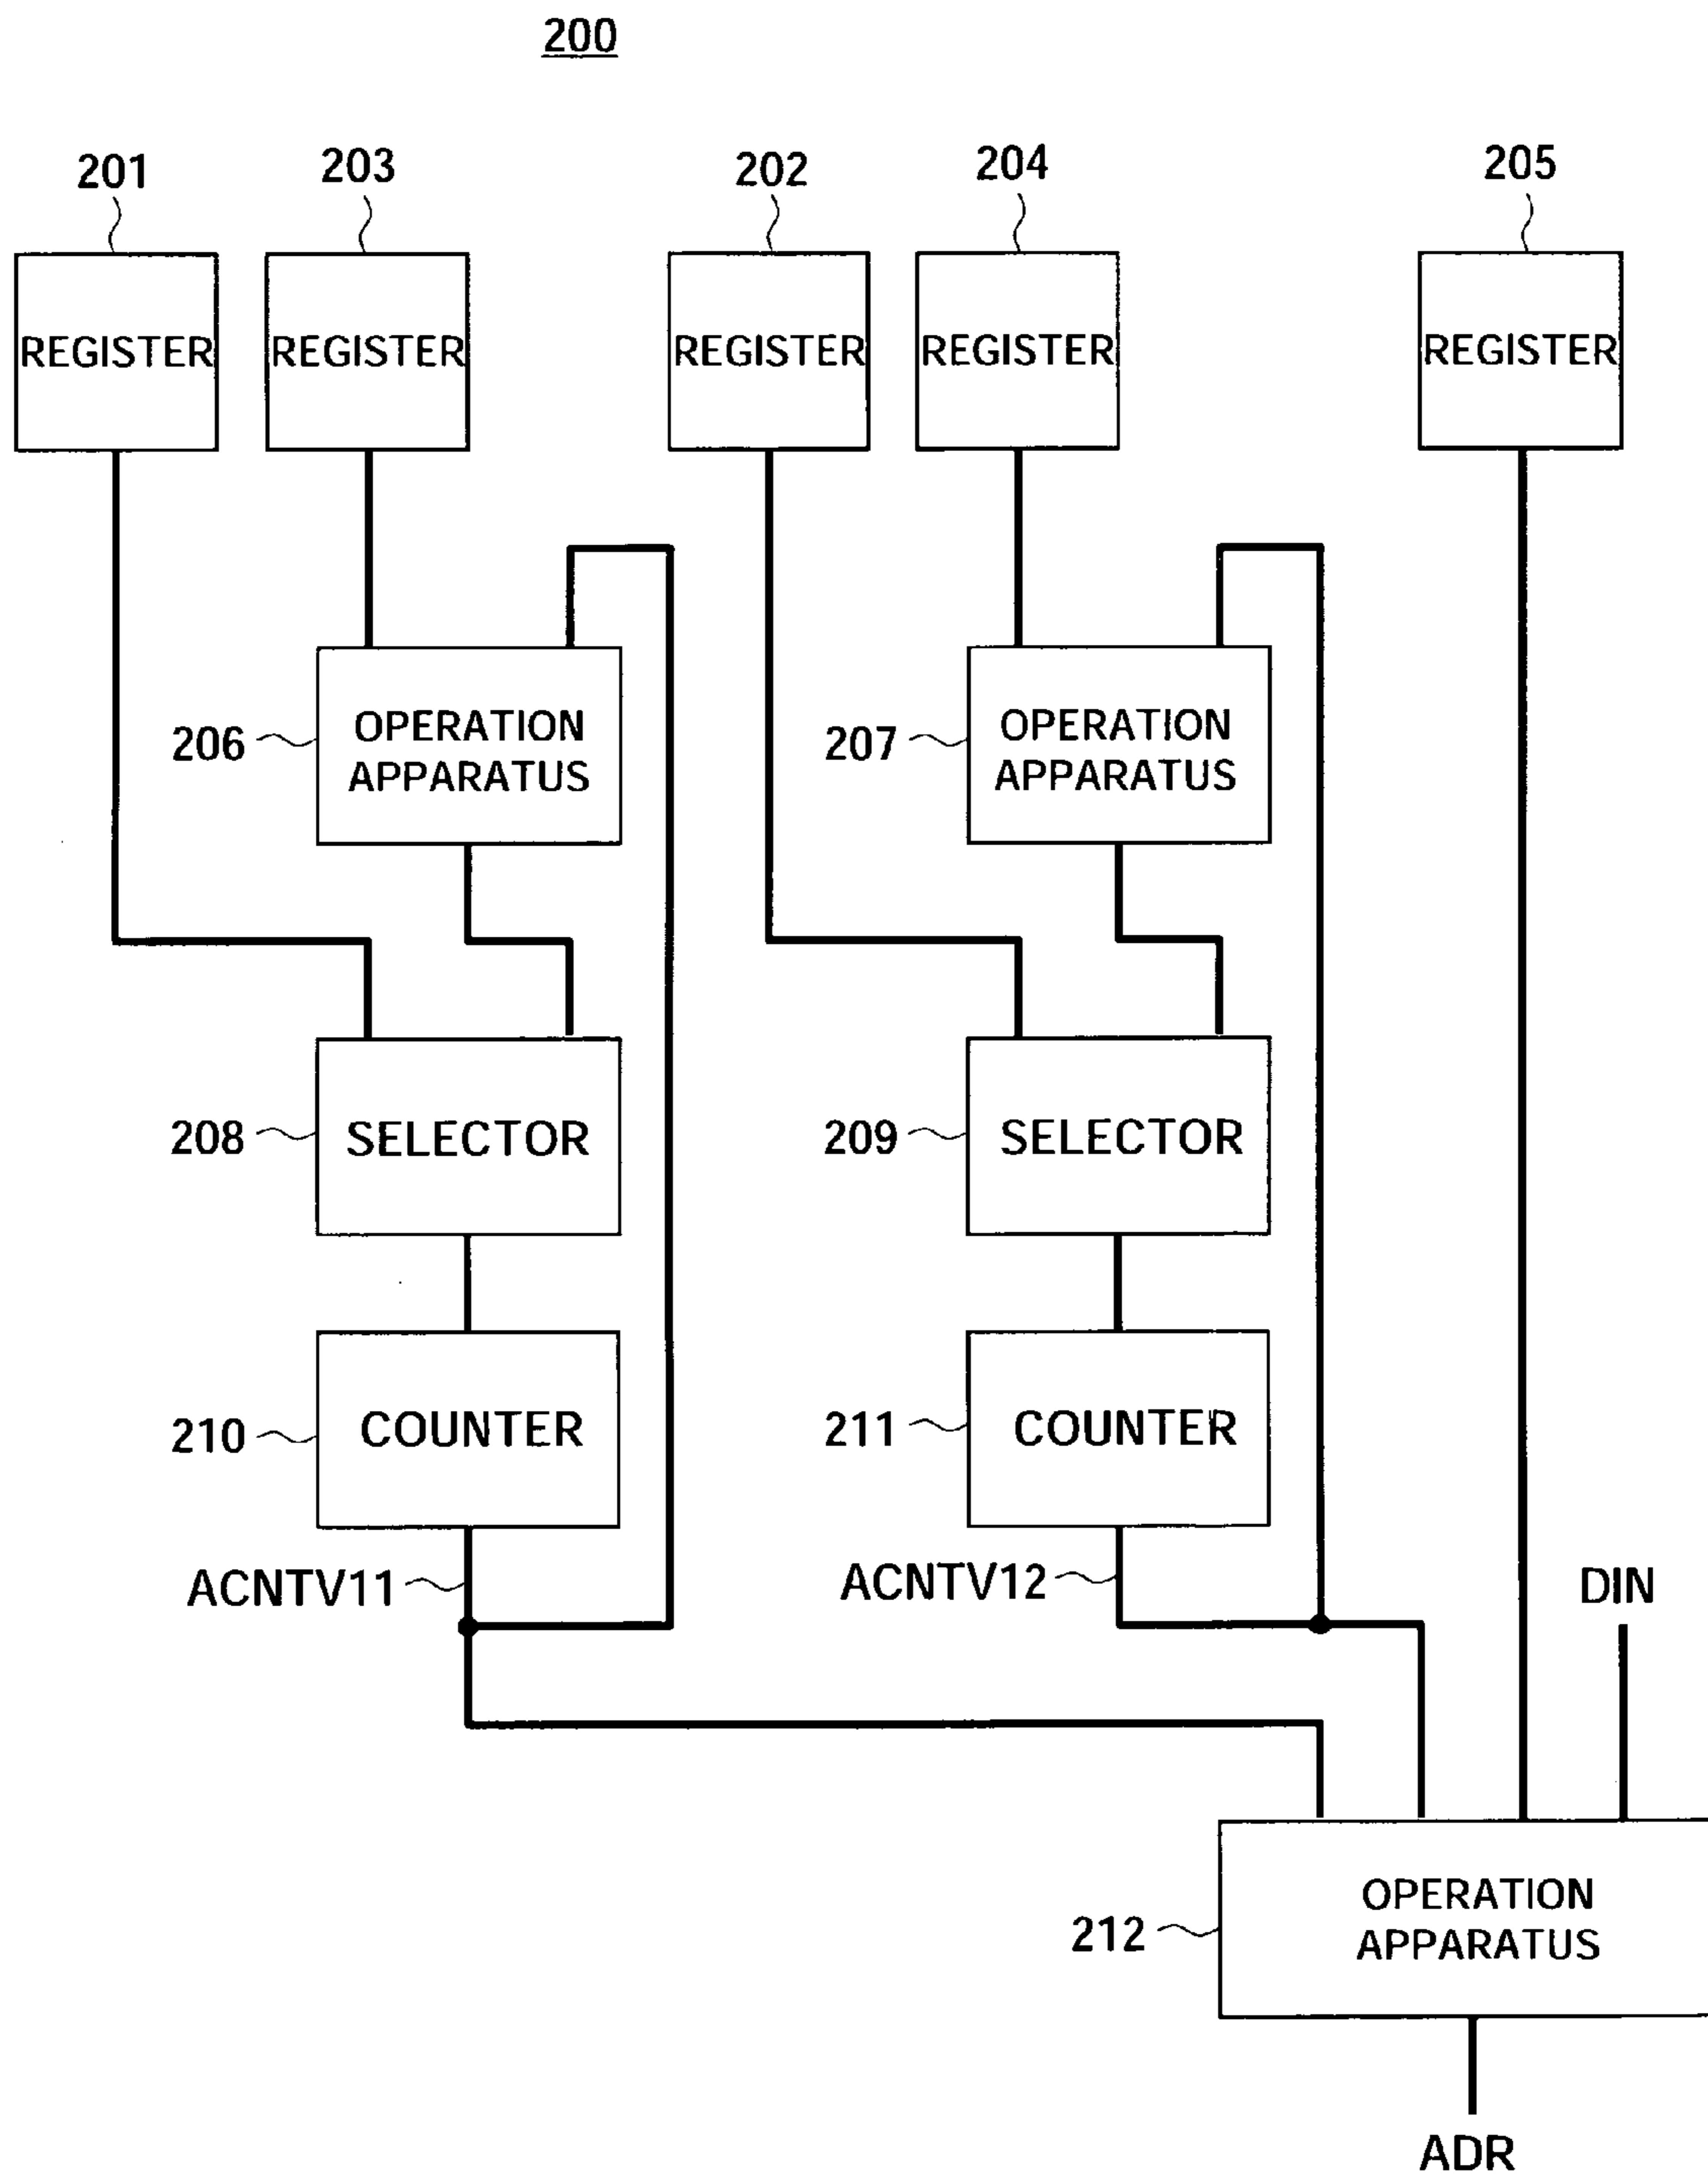 200
201
203
202
204
205
REGISTER
REGISTER
REGISTER
REGISTER
REGISTER
206
OPERATION
APPARATUS
207
OPERATION
APPARATUS
208
SELECTOR
209
SELECTOR
210
COUNTER
211
COUNTER
ACNTV11
ACNTV12
DIN
212
OPERATION
APPARATUS
ADR